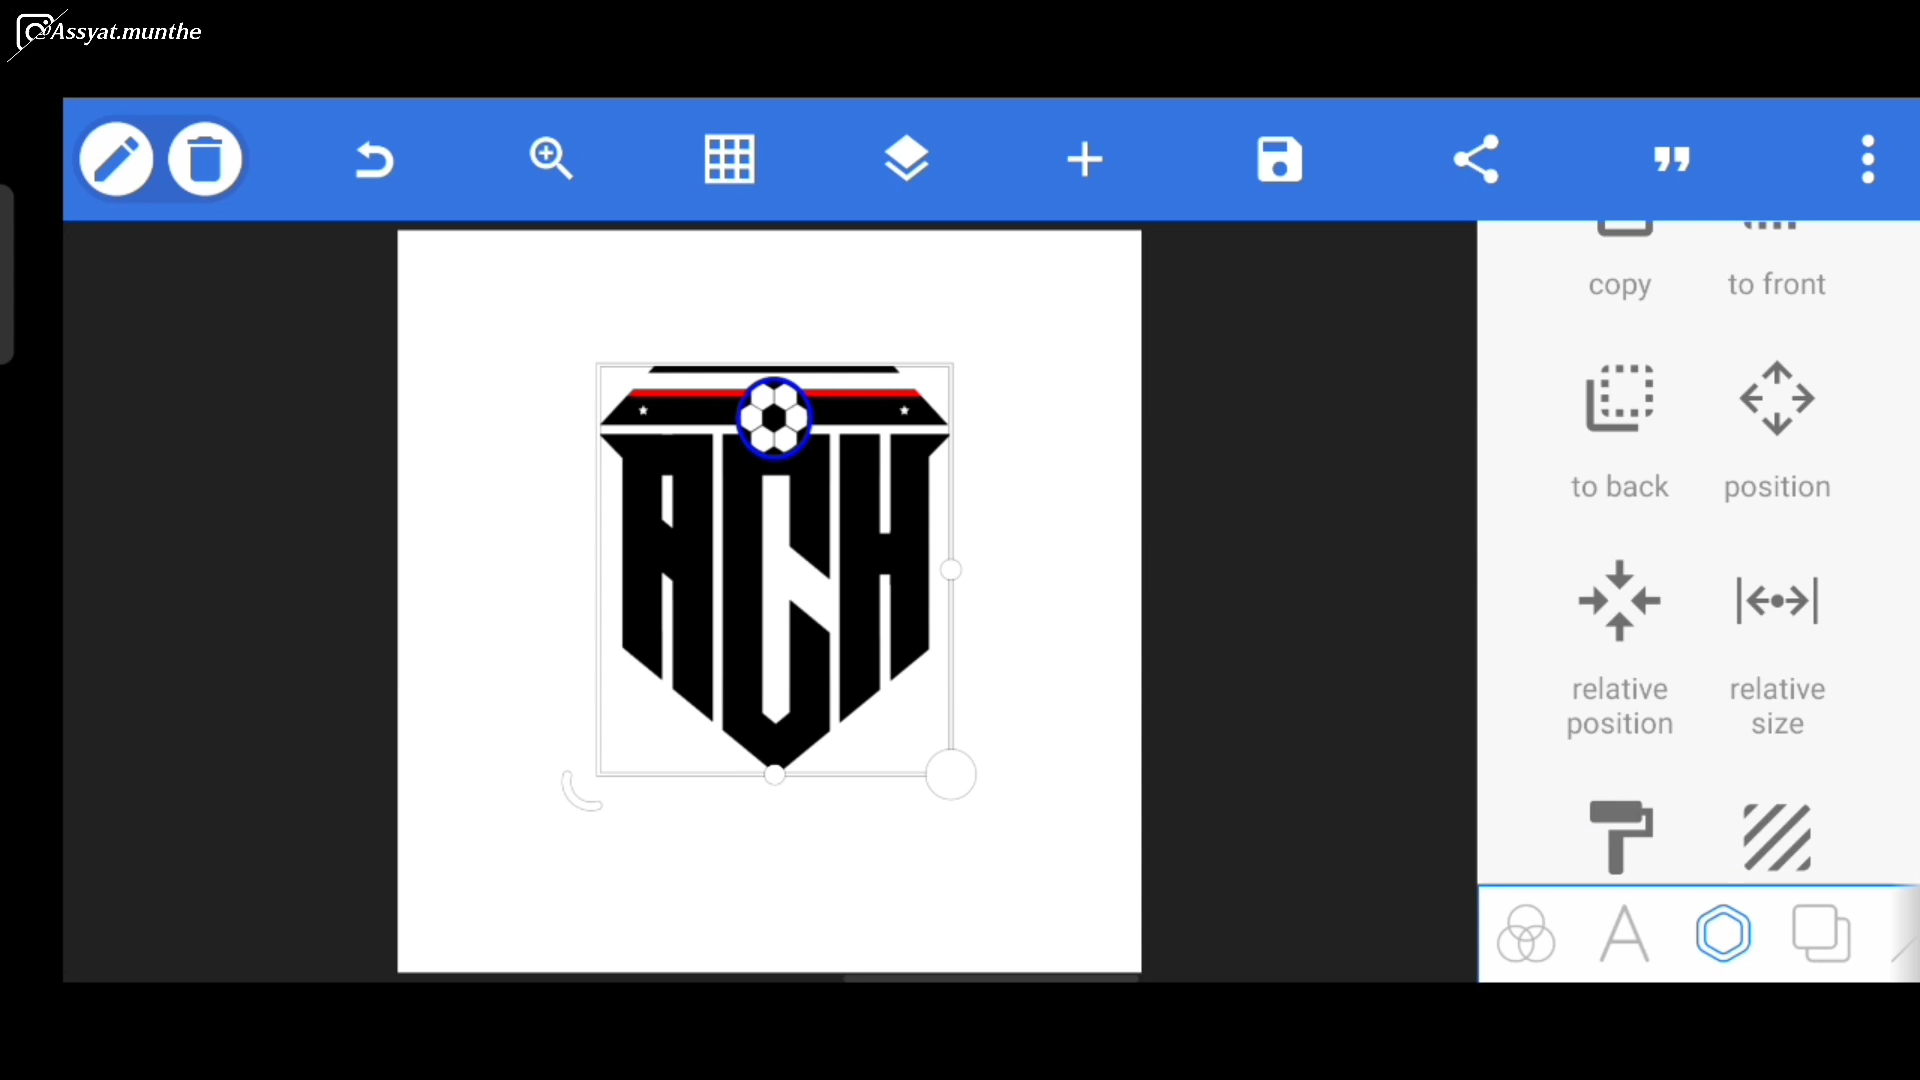 @Assyat.munthe
copy
to front
to back
position
relative
position
relative
size
ACH